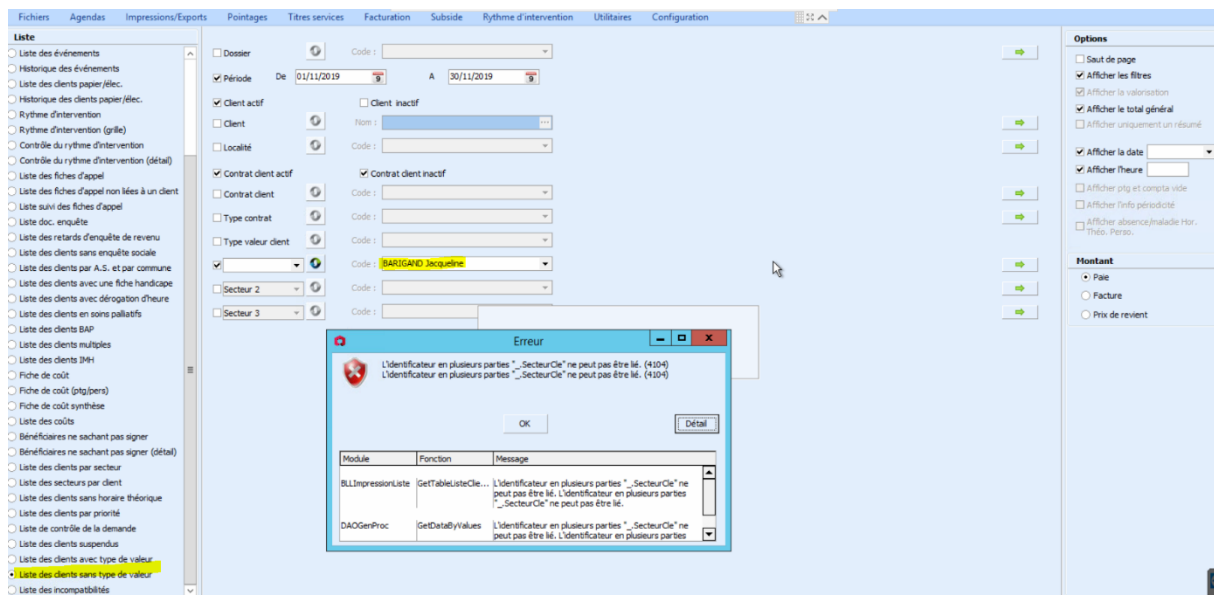 Fichiers Agendas Impressions/Exports Pointages Titres services Facturation Subside Rythme d'intervention Utilitaires Configuration
Liste
Liste des événements
Historique des événements
Liste des clients papier/élec.
Historique des clients papier/élec.
Rythme d'intervention
Rythme d'intervention (grille)
Contrôle du rythme d'intervention
Contrôle du rythme d'intervention (détail)
Liste des fiches d'appel
Liste des fiches d'appel non liées à un client
Liste suivi des fiches d'appel
Liste doc. enquête
Liste des retards d'enquête de revenu
Liste des clients sans enquête sociale
Liste des clients par A.S. et par commune
Liste des clients avec une fiche handicape
Liste des clients avec dérogation d'heure
Liste des clients en soins palliatifs
Liste des clients BAP
Liste des clients multiples
Liste des clients IMH
Fiche de coût
Fiche de coût (ptg/pers)
Fiche de coût synthèse
Liste des coûts
Bénéficiaires ne sachant pas signer
Bénéficiaires ne sachant pas signer (détail)
Liste des clients par secteur
Liste des secteurs par client
Liste des clients sans horaire théorique
Liste des clients par priorité
Liste de contrôle de la demande
Liste des clients suspendus
Liste des clients avec type de valeur
Liste des clients sans type de valeur
Liste des incompatibilités
Dossier Code :
Période De 01/11/2019 9 A 30/11/2019 9
Client actif Client inactif
Client Nom : ...
Localité Code :
Contrat client actif Contrat client inactif
Contrat client Code :
Type contrat Code :
Type valeur client Code :
Code : BARIGAND Jacqueline
Secteur 2 Code :
Secteur 3 Code :
Erreur
L'identificateur en plusieurs parties "_.SecteurCle" ne peut pas être lié. (4104)
L'identificateur en plusieurs parties "_.SecteurCle" ne peut pas être lié. (4104)
OK Détail
Module Fonction Message
BLLImpressionListe GetTableListeClie... L'identificateur en plusieurs parties "_.SecteurCle" ne
peut pas être lié. L'identificateur en plusieurs parties
"_.SecteurCle" ne peut pas être lié.
DAOGenProc GetDataByValues L'identificateur en plusieurs parties "_.SecteurCle" ne
peut pas être lié. L'identificateur en plusieurs parties
Options
Saut de page
Afficher les filtres
Afficher la valorisation
Afficher le total général
Afficher uniquement un résumé
Afficher la date
Afficher l'heure
Afficher ptg et compta vide
Afficher l'info périodicité
Afficher absence/maladie Hor.
Théo. Perso.
Montant
Paie
Facture
Prix de revient